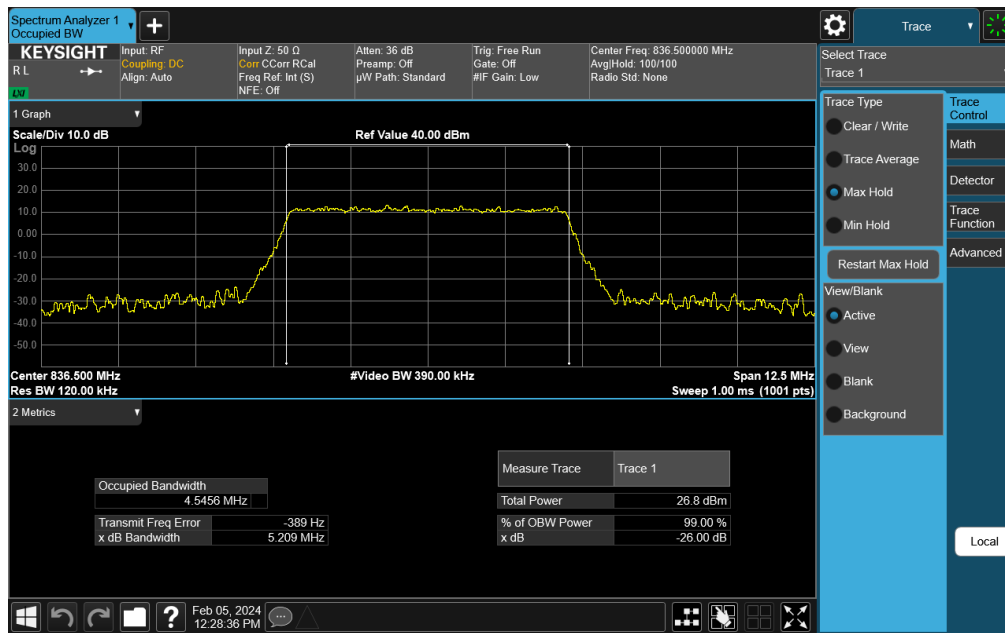 Spectrum Analyzer 1
Occupied BW
Trace
KEYSIGHT
R L
LXI
Input: RF
Coupling: DC
Align: Auto
Input Z: 50 Ω
Corr CCorr RCal
Freq Ref: Int (S)
NFE: Off
Atten: 36 dB
Preamp: Off
µW Path: Standard
Trig: Free Run
Gate: Off
#IF Gain: Low
Center Freq: 836.500000 MHz
Avg|Hold: 100/100
Radio Std: None
Select Trace
Trace 1
1 Graph
Scale/Div 10.0 dB
Ref Value 40.00 dBm
Log
30.0
20.0
10.0
0.00
-10.0
-20.0
-30.0
-40.0
-50.0
Center 836.500 MHz
#Video BW 390.00 kHz
Span 12.5 MHz
Res BW 120.00 kHz
Sweep 1.00 ms (1001 pts)
Trace Type
Clear / Write
Trace Average
Max Hold
Min Hold
Restart Max Hold
View/Blank
Active
View
Blank
Background
Trace
Control
Math
Detector
Trace
Function
Advanced
Local
2 Metrics
Occupied Bandwidth
4.5456 MHz
Transmit Freq Error -389 Hz
x dB Bandwidth 5.209 MHz
Measure Trace Trace 1
Total Power 26.8 dBm
% of OBW Power 99.00 %
x dB -26.00 dB
?
Feb 05, 2024
12:28:36 PM